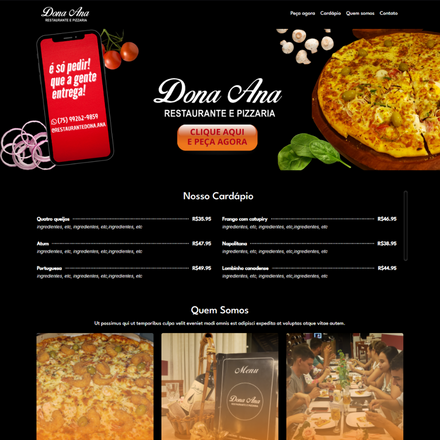 Dona Ana
RESTAURANTE E PIZZARIA
Peça agora Cardápio Quem somos Contato
é só pedir!
que a gente
entrega!
(75) 99262-9859
@RESTAURANTEDONA.ANA
Dona Ana
RESTAURANTE E PIZZARIA
CLIQUE AQUI
E PEÇA AGORA
Nosso Cardápio
Quatro queijos R$35.95
ingredientes, etc, ingredientes, etc,ingredientes, etc
Frango com catupiry R$46.95
ingredientes, etc, ingredientes, etc,ingredientes, etc
Atum R$47.95
ingredientes, etc, ingredientes, etc,ingredientes, etc
Napolitana R$38.95
ingredientes, etc, ingredientes, etc,ingredientes, etc
Portuguesa R$49.95
ingredientes, etc, ingredientes, etc,ingredientes, etc
Lombinho canadense R$44.95
ingredientes, etc, ingredientes, etc,ingredientes, etc
Quem Somos
Ut possimus qui ut temporibus culpa velit eveniet modi omnis est adipisci expedita at voluptas atque vitae autem.
Menu
Dona Ana